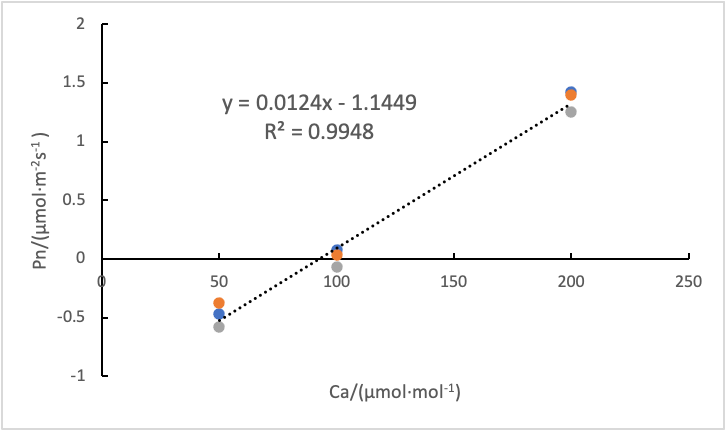 2
1.5
y = 0.0124x - 1.1449
R² = 0.9948
1
0.5
0
0 50 100 150 200 250
-0.5
-1
Pn/(μmol·m⁻²s⁻¹)
Ca/(μmol·mol⁻¹)